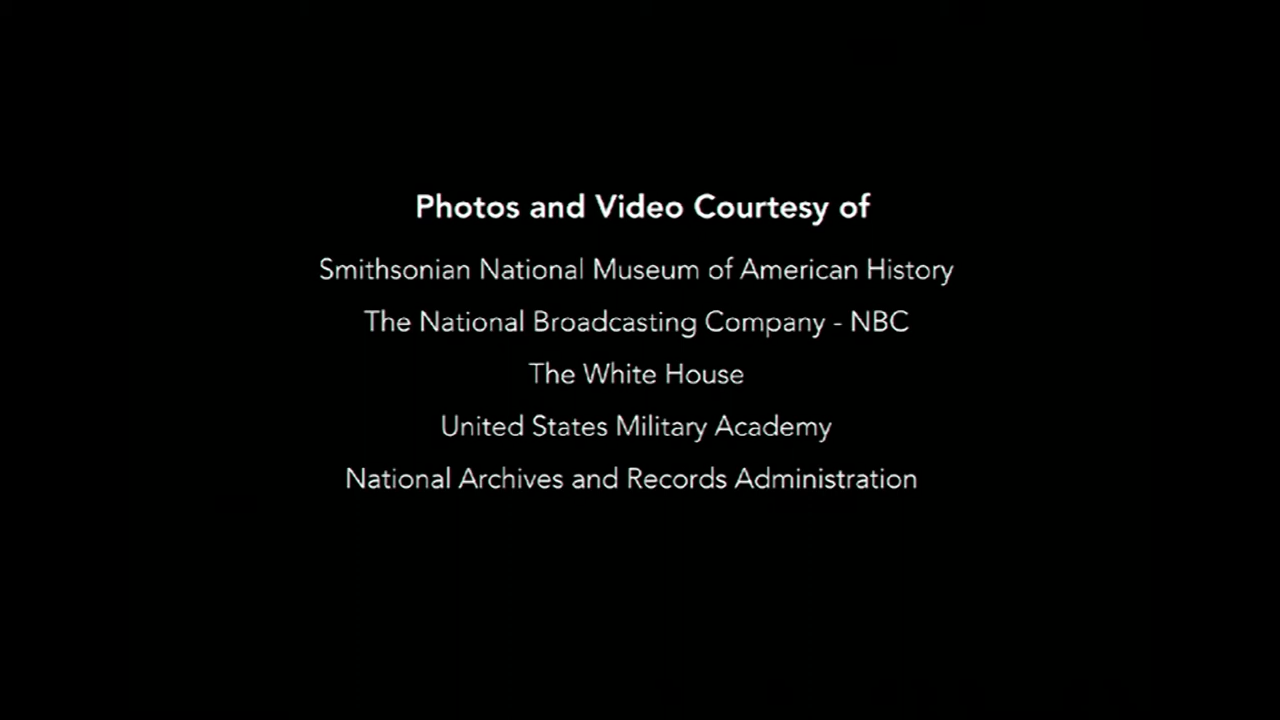 Photos and Video Courtesy of
Smithsonian National Museum of American History
The National Broadcasting Company - NBC
The White House
United States Military Academy
National Archives and Records Administration